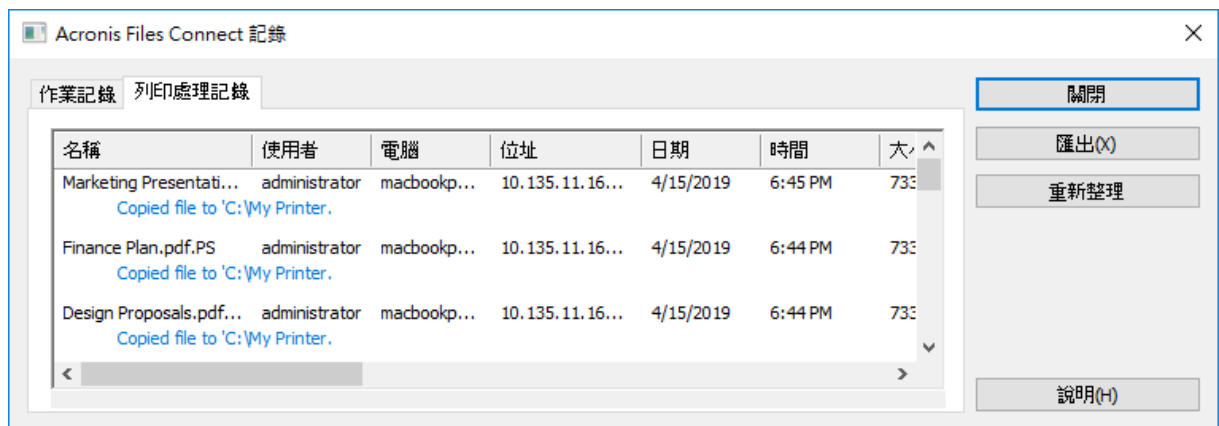 Acronis Files Connect 記錄
作業記錄 列印處理記錄
關閉
匯出(X)
重新整理
說明(H)
名稱 使用者 電腦 位址 日期 時間
Marketing Presentati... administrator macbookp... 10.135.11.16... 4/15/2019 6:45 PM 733
Copied file to 'C:\My Printer.
Finance Plan.pdf.PS administrator macbookp... 10.135.11.16... 4/15/2019 6:44 PM 733
Copied file to 'C:\My Printer.
Design Proposals.pdf... administrator macbookp... 10.135.11.16... 4/15/2019 6:44 PM 733
Copied file to 'C:\My Printer.